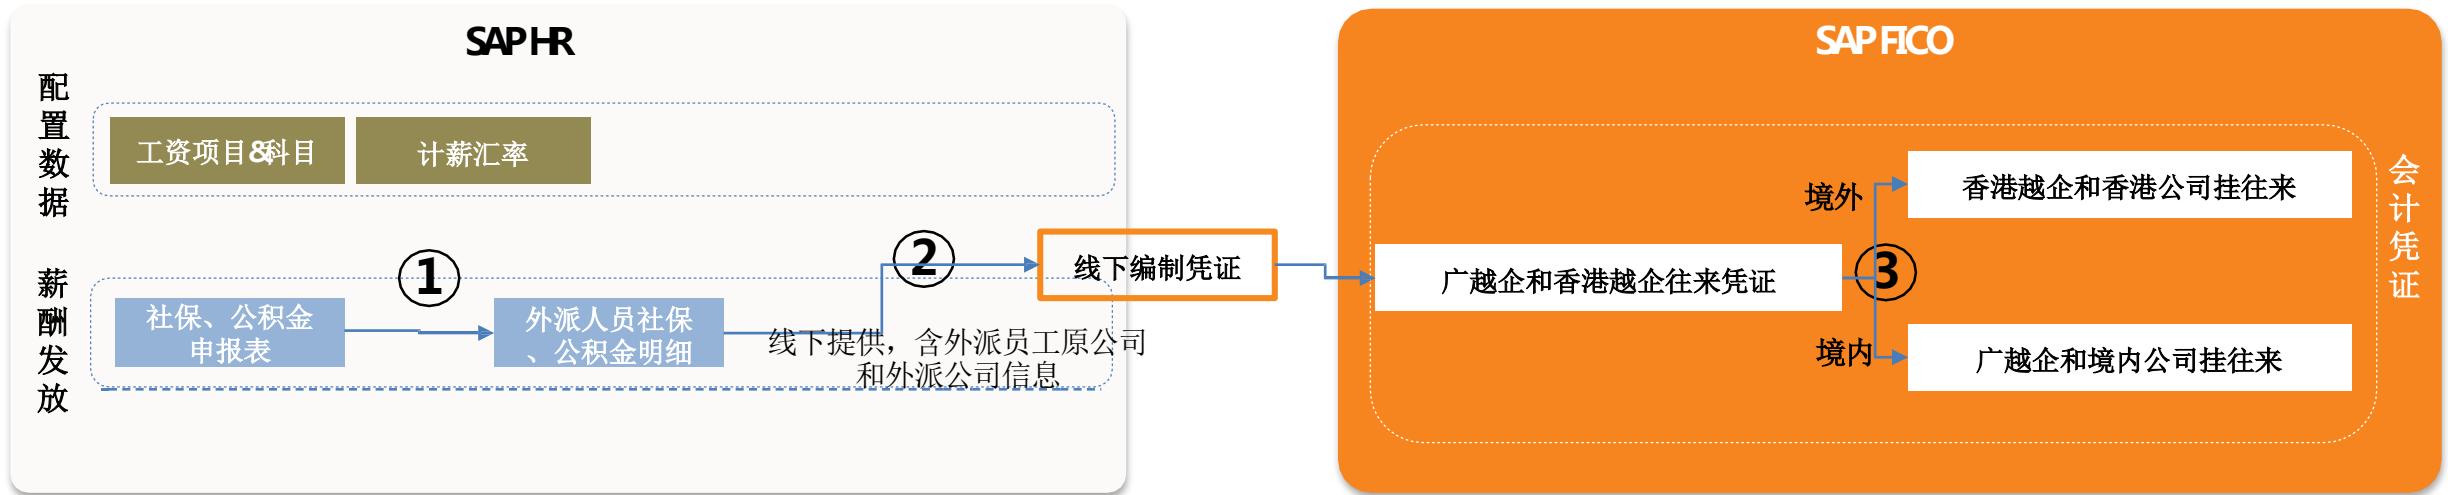 SAP HR
配置数据
工资项目&科目
计薪汇率
薪酬发放
①
社保、公积金
申报表
外派人员社保
、公积金明细
②
线下提供，含外派员工原公司
和外派公司信息
线下编制凭证
SAP FICO
会计凭证
广越企和香港越企往来凭证
③
境外
香港越企和香港公司挂往来
境内
广越企和境内公司挂往来